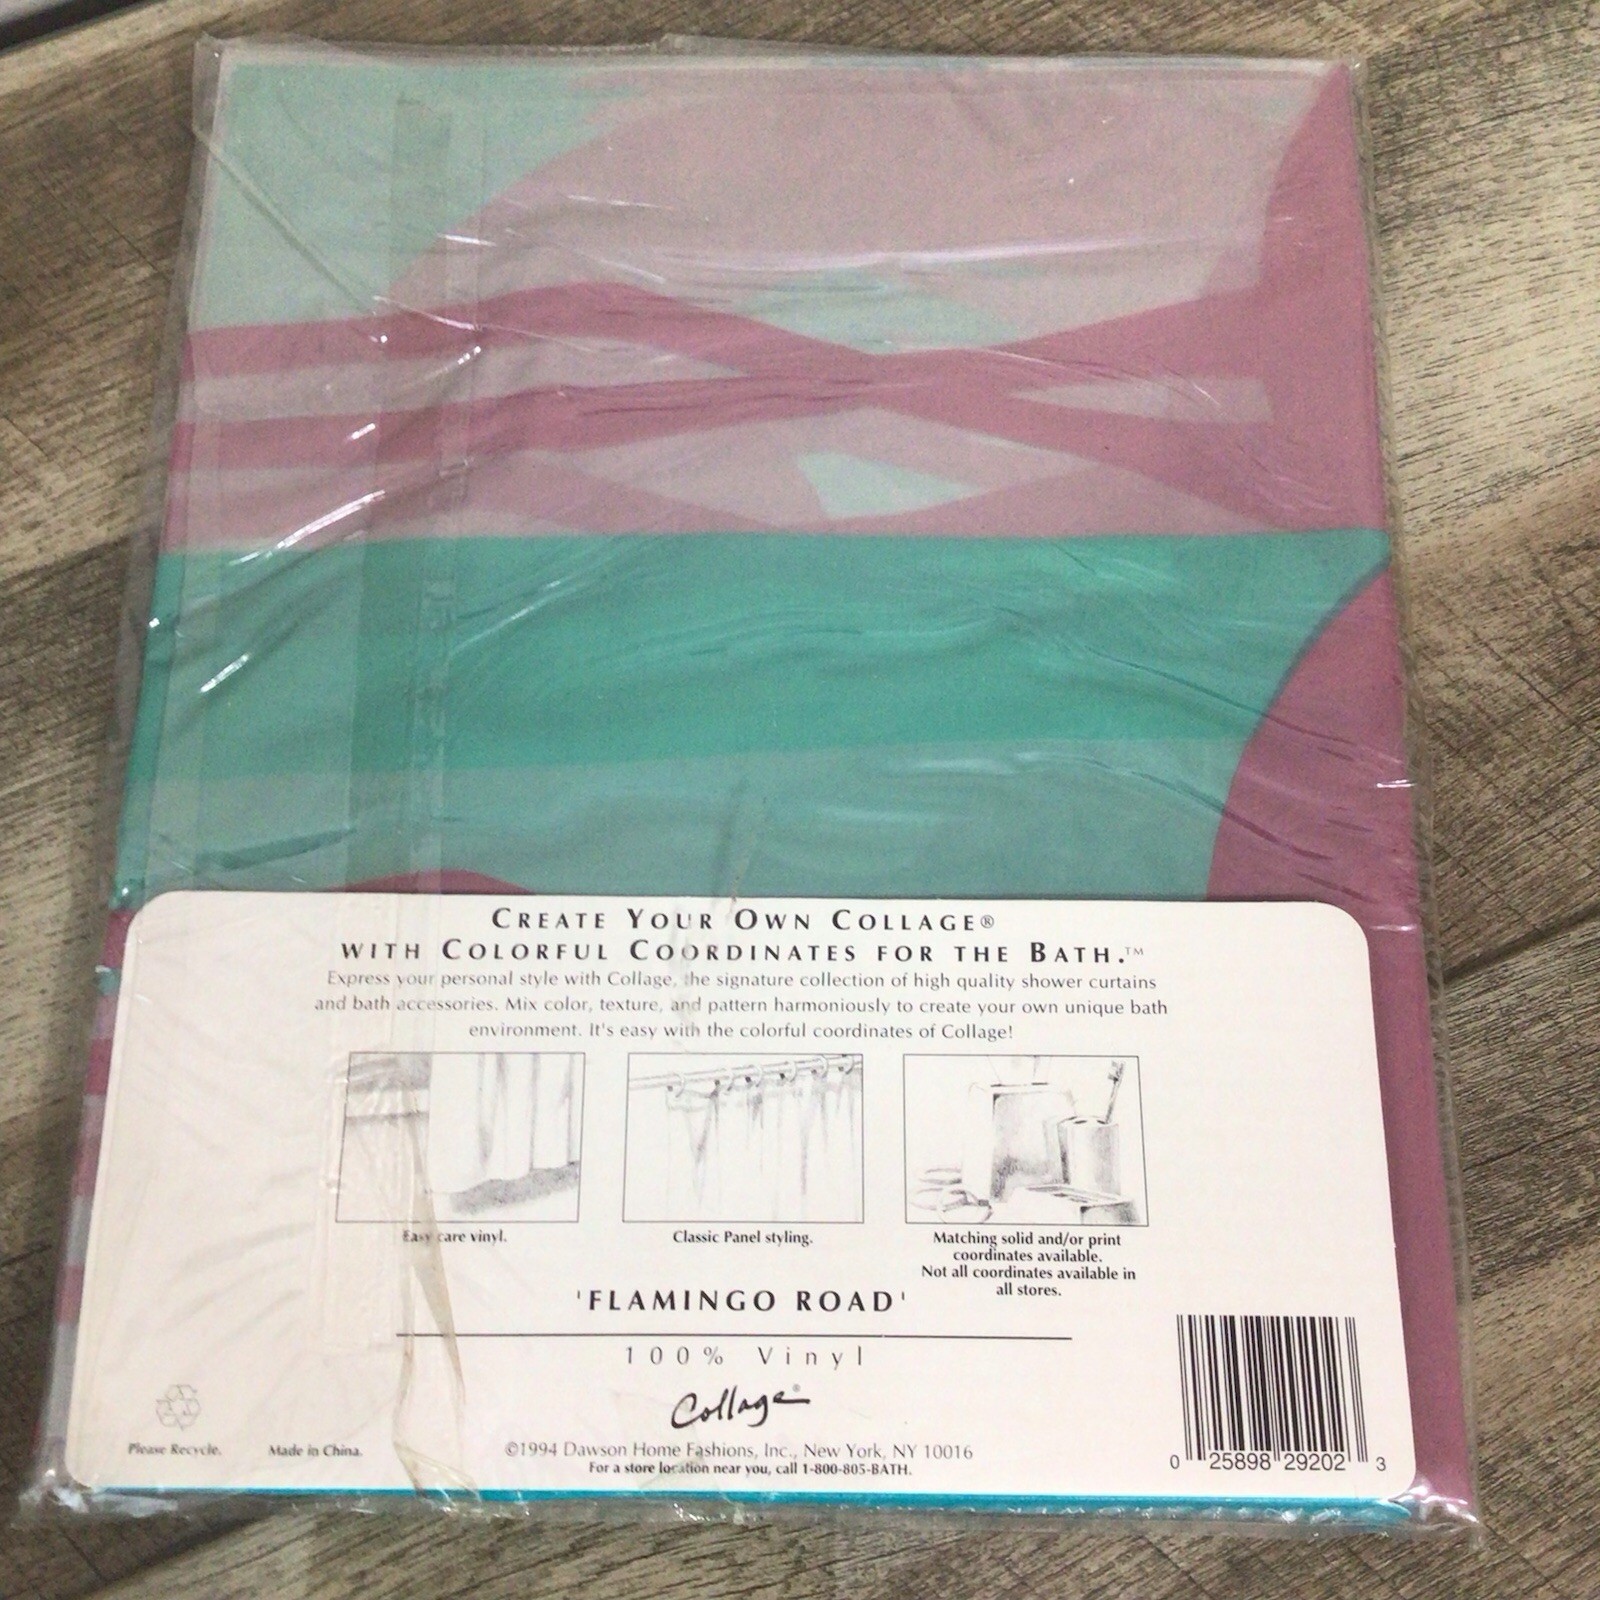 CREATE YOUR OWN COLLAGE®
WITH COLORFUL COORDINATES FOR THE BATH.™
Express your personal style with Collage, the signature collection of high quality shower curtains
and bath accessories. Mix color, texture, and pattern harmoniously to create your own unique bath
environment. It's easy with the colorful coordinates of Collage!
Easy care vinyl.
Classic Panel styling.
Matching solid and/or print
coordinates available.
Not all coordinates available in
all stores.
'FLAMINGO ROAD'
100% Vinyl
Collage®
Please Recycle.
Made in China.
©1994 Dawson Home Fashions, Inc., New York, NY 10016
For a store location near you, call 1-800-805-BATH.
0 25898 29202 3